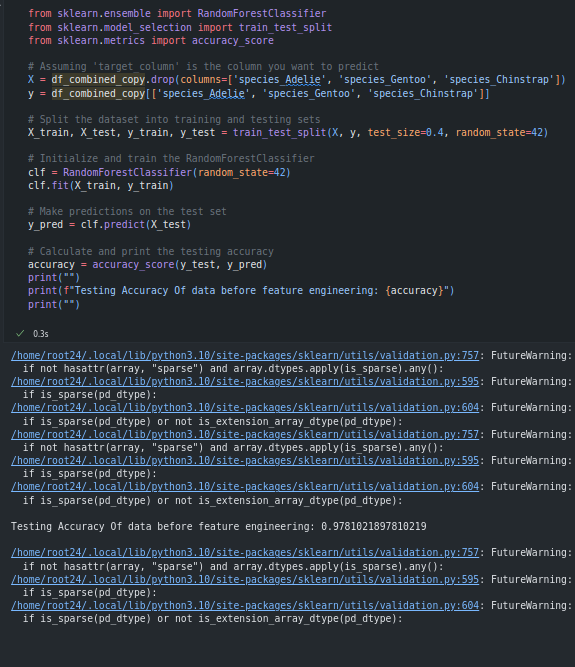 from sklearn.ensemble import RandomForestClassifier
from sklearn.model_selection import train_test_split
from sklearn.metrics import accuracy_score
# Assuming 'target_column' is the column you want to predict
X = df_combined_copy.drop(columns=['species_Adelie', 'species_Gentoo', 'species_Chinstrap'])
y = df_combined_copy[['species_Adelie', 'species_Gentoo', 'species_Chinstrap']]
# Split the dataset into training and testing sets
X_train, X_test, y_train, y_test = train_test_split(X, y, test_size=0.4, random_state=42)
# Initialize and train the RandomForestClassifier
clf = RandomForestClassifier(random_state=42)
clf.fit(X_train, y_train)
# Make predictions on the test set
y_pred = clf.predict(X_test)
# Calculate and print the testing accuracy
accuracy = accuracy_score(y_test, y_pred)
print("")
print(f"Testing Accuracy Of data before feature engineering: {accuracy}")
print("")
✓ 0.3s
/home/root24/.local/lib/python3.10/site-packages/sklearn/utils/validation.py:757: FutureWarning:
if not hasattr(array, "sparse") and array.dtypes.apply(is_sparse).any():
/home/root24/.local/lib/python3.10/site-packages/sklearn/utils/validation.py:595: FutureWarning:
if is_sparse(pd_dtype):
/home/root24/.local/lib/python3.10/site-packages/sklearn/utils/validation.py:604: FutureWarning:
if is_sparse(pd_dtype) or not is_extension_array_dtype(pd_dtype):
/home/root24/.local/lib/python3.10/site-packages/sklearn/utils/validation.py:757: FutureWarning:
if not hasattr(array, "sparse") and array.dtypes.apply(is_sparse).any():
/home/root24/.local/lib/python3.10/site-packages/sklearn/utils/validation.py:595: FutureWarning:
if is_sparse(pd_dtype):
/home/root24/.local/lib/python3.10/site-packages/sklearn/utils/validation.py:604: FutureWarning:
if is_sparse(pd_dtype) or not is_extension_array_dtype(pd_dtype):
Testing Accuracy Of data before feature engineering: 0.9781021897810219
/home/root24/.local/lib/python3.10/site-packages/sklearn/utils/validation.py:757: FutureWarning:
if not hasattr(array, "sparse") and array.dtypes.apply(is_sparse).any():
/home/root24/.local/lib/python3.10/site-packages/sklearn/utils/validation.py:595: FutureWarning:
if is_sparse(pd_dtype):
/home/root24/.local/lib/python3.10/site-packages/sklearn/utils/validation.py:604: FutureWarning:
if is_sparse(pd_dtype) or not is_extension_array_dtype(pd_dtype):